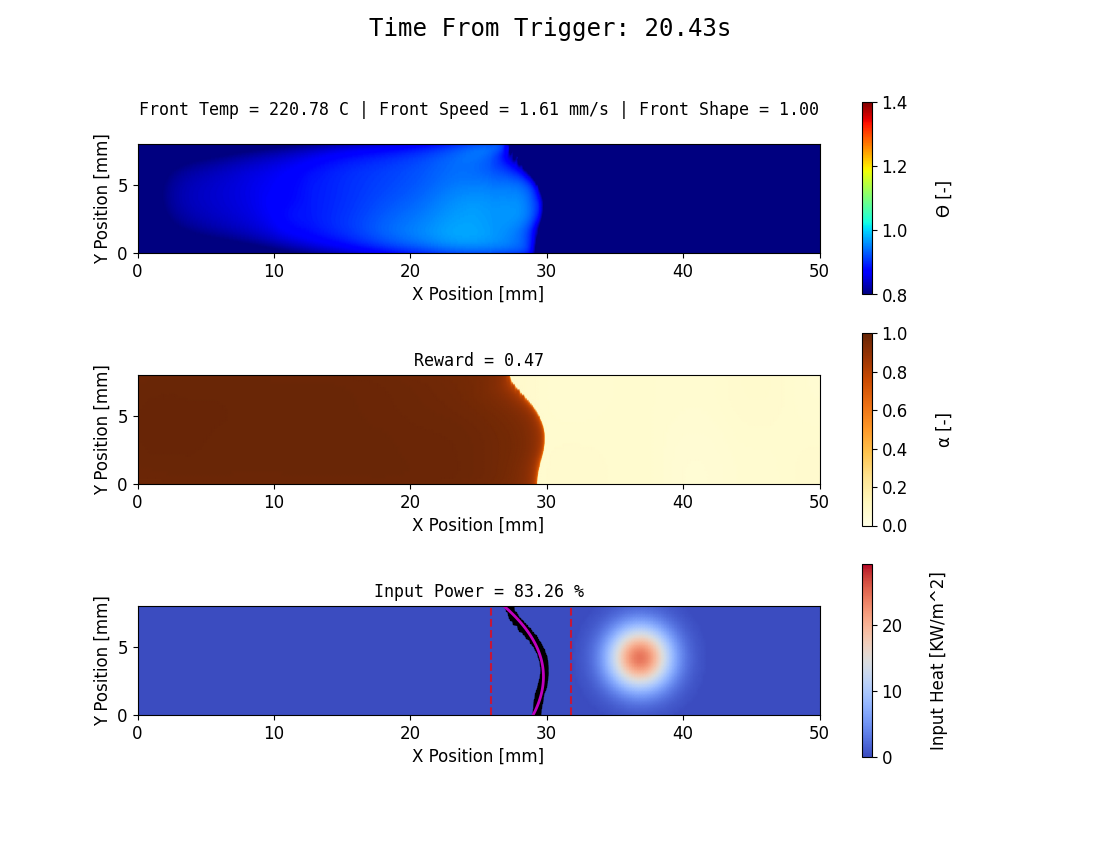 Time From Trigger: 20.43s
Front Temp = 220.78 C | Front Speed = 1.61 mm/s | Front Shape = 1.00
Y Position [mm]
5
0
0 10 20 30 40 50
X Position [mm]
1.4
1.2
1.0
0.8
Θ [-]
Reward = 0.47
Y Position [mm]
5
0
0 10 20 30 40 50
X Position [mm]
1.0
0.8
0.6
0.4
0.2
0.0
α [-]
Input Power = 83.26 %
Y Position [mm]
5
0
0 10 20 30 40 50
X Position [mm]
20
10
0
Input Heat [KW/m^2]